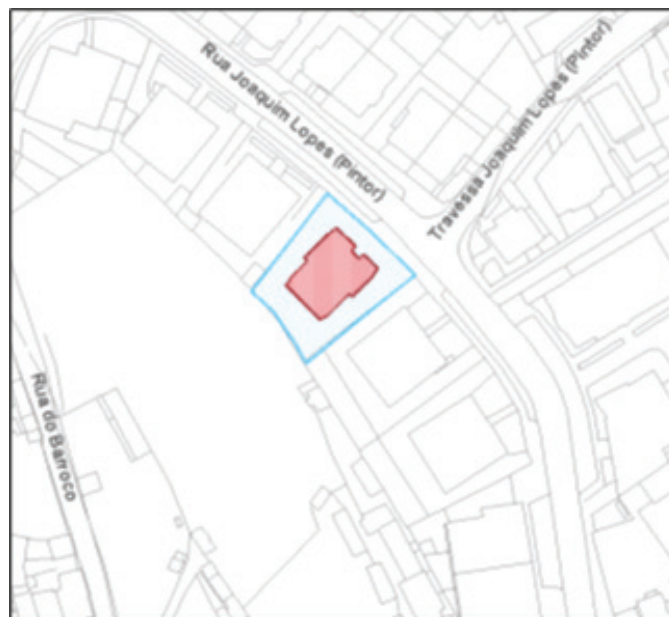 Rua Joaquim Lopes (Pintor)
Travessa Joaquim Lopes (Pintor)
Rua do Barroco